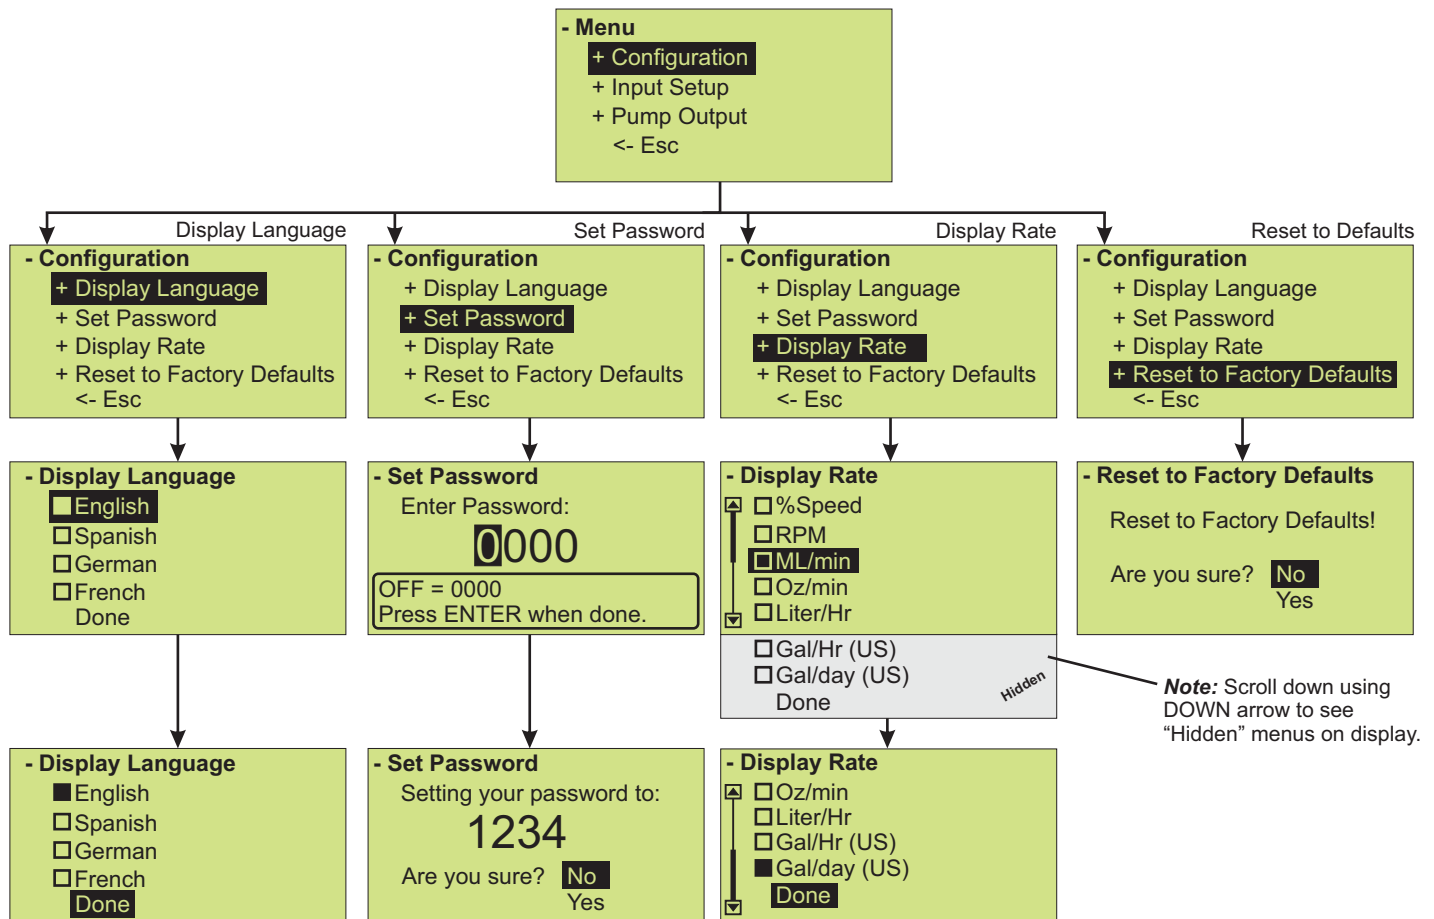 - Menu
+ Configuration
+ Input Setup
+ Pump Output
<- Esc
Display Language
- Configuration
+ Display Language
+ Set Password
+ Display Rate
+ Reset to Factory Defaults
<- Esc
Set Password
- Configuration
+ Display Language
+ Set Password
+ Display Rate
+ Reset to Factory Defaults
<- Esc
Display Rate
- Configuration
+ Display Language
+ Set Password
+ Display Rate
+ Reset to Factory Defaults
<- Esc
Reset to Defaults
- Configuration
+ Display Language
+ Set Password
+ Display Rate
+ Reset to Factory Defaults
<- Esc
- Display Language
English
Spanish
German
French
Done
- Set Password
Enter Password:
0000
OFF = 0000
Press ENTER when done.
- Display Rate
%Speed
RPM
ML/min
Oz/min
Liter/Hr
Gal/Hr (US)
Gal/day (US)
Done
Hidden
- Reset to Factory Defaults
Reset to Factory Defaults!
Are you sure? No
Yes
Note: Scroll down using
DOWN arrow to see
“Hidden” menus on display.
- Display Language
English
Spanish
German
French
Done
- Set Password
Setting your password to:
1234
Are you sure? No
Yes
- Display Rate
Oz/min
Liter/Hr
Gal/Hr (US)
Gal/day (US)
Done